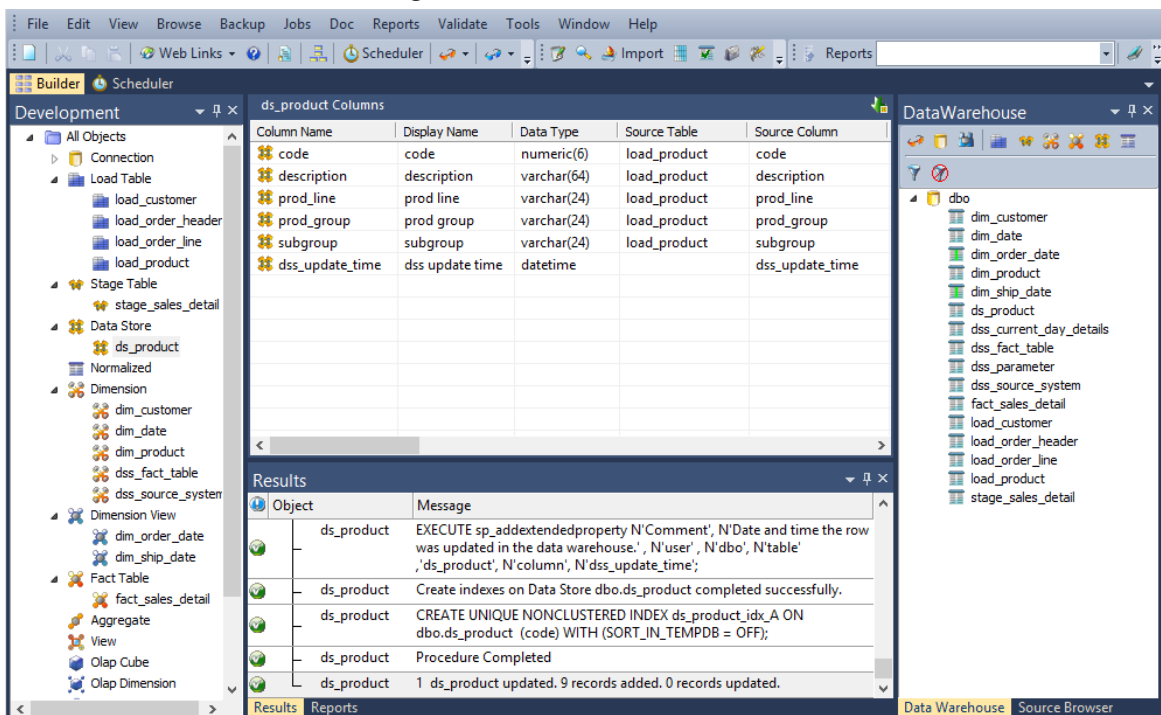 File Edit View Browse Backup Jobs Doc Reports Validate Tools Window Help
Web Links Scheduler Import Reports
Builder Scheduler
Development
All Objects
Connection
Load Table
load_customer
load_order_header
load_order_line
load_product
Stage Table
stage_sales_detail
Data Store
ds_product
Normalized
Dimension
dim_customer
dim_date
dim_product
dss_fact_table
dss_source_system
Dimension View
dim_order_date
dim_ship_date
Fact Table
fact_sales_detail
Aggregate
View
Olap Cube
Olap Dimension
ds_product Columns
Column Name Display Name Data Type Source Table Source Column
code code numeric(6) load_product code
description description varchar(64) load_product description
prod_line prod line varchar(24) load_product prod_line
prod_group prod group varchar(24) load_product prod_group
subgroup subgroup varchar(24) load_product subgroup
dss_update_time dss update time datetime dss_update_time
Results
Object Message
ds_product EXECUTE sp_addextendedproperty N'Comment', N'Date and time the row
was updated in the data warehouse.' , N'user' , N'dbo', N'table'
,'ds_product', N'column', N'dss_update_time';
ds_product Create indexes on Data Store dbo.ds_product completed successfully.
ds_product CREATE UNIQUE NONCLUSTERED INDEX ds_product_idx_A ON
dbo.ds_product (code) WITH (SORT_IN_TEMPDB = OFF);
ds_product Procedure Completed
ds_product 1 ds_product updated. 9 records added. 0 records updated.
Results Reports
DataWarehouse
dbo
dim_customer
dim_date
dim_order_date
dim_product
dim_ship_date
ds_product
dss_current_day_details
dss_fact_table
dss_parameter
dss_source_system
fact_sales_detail
load_customer
load_order_header
load_order_line
load_product
stage_sales_detail
Data Warehouse Source Browser